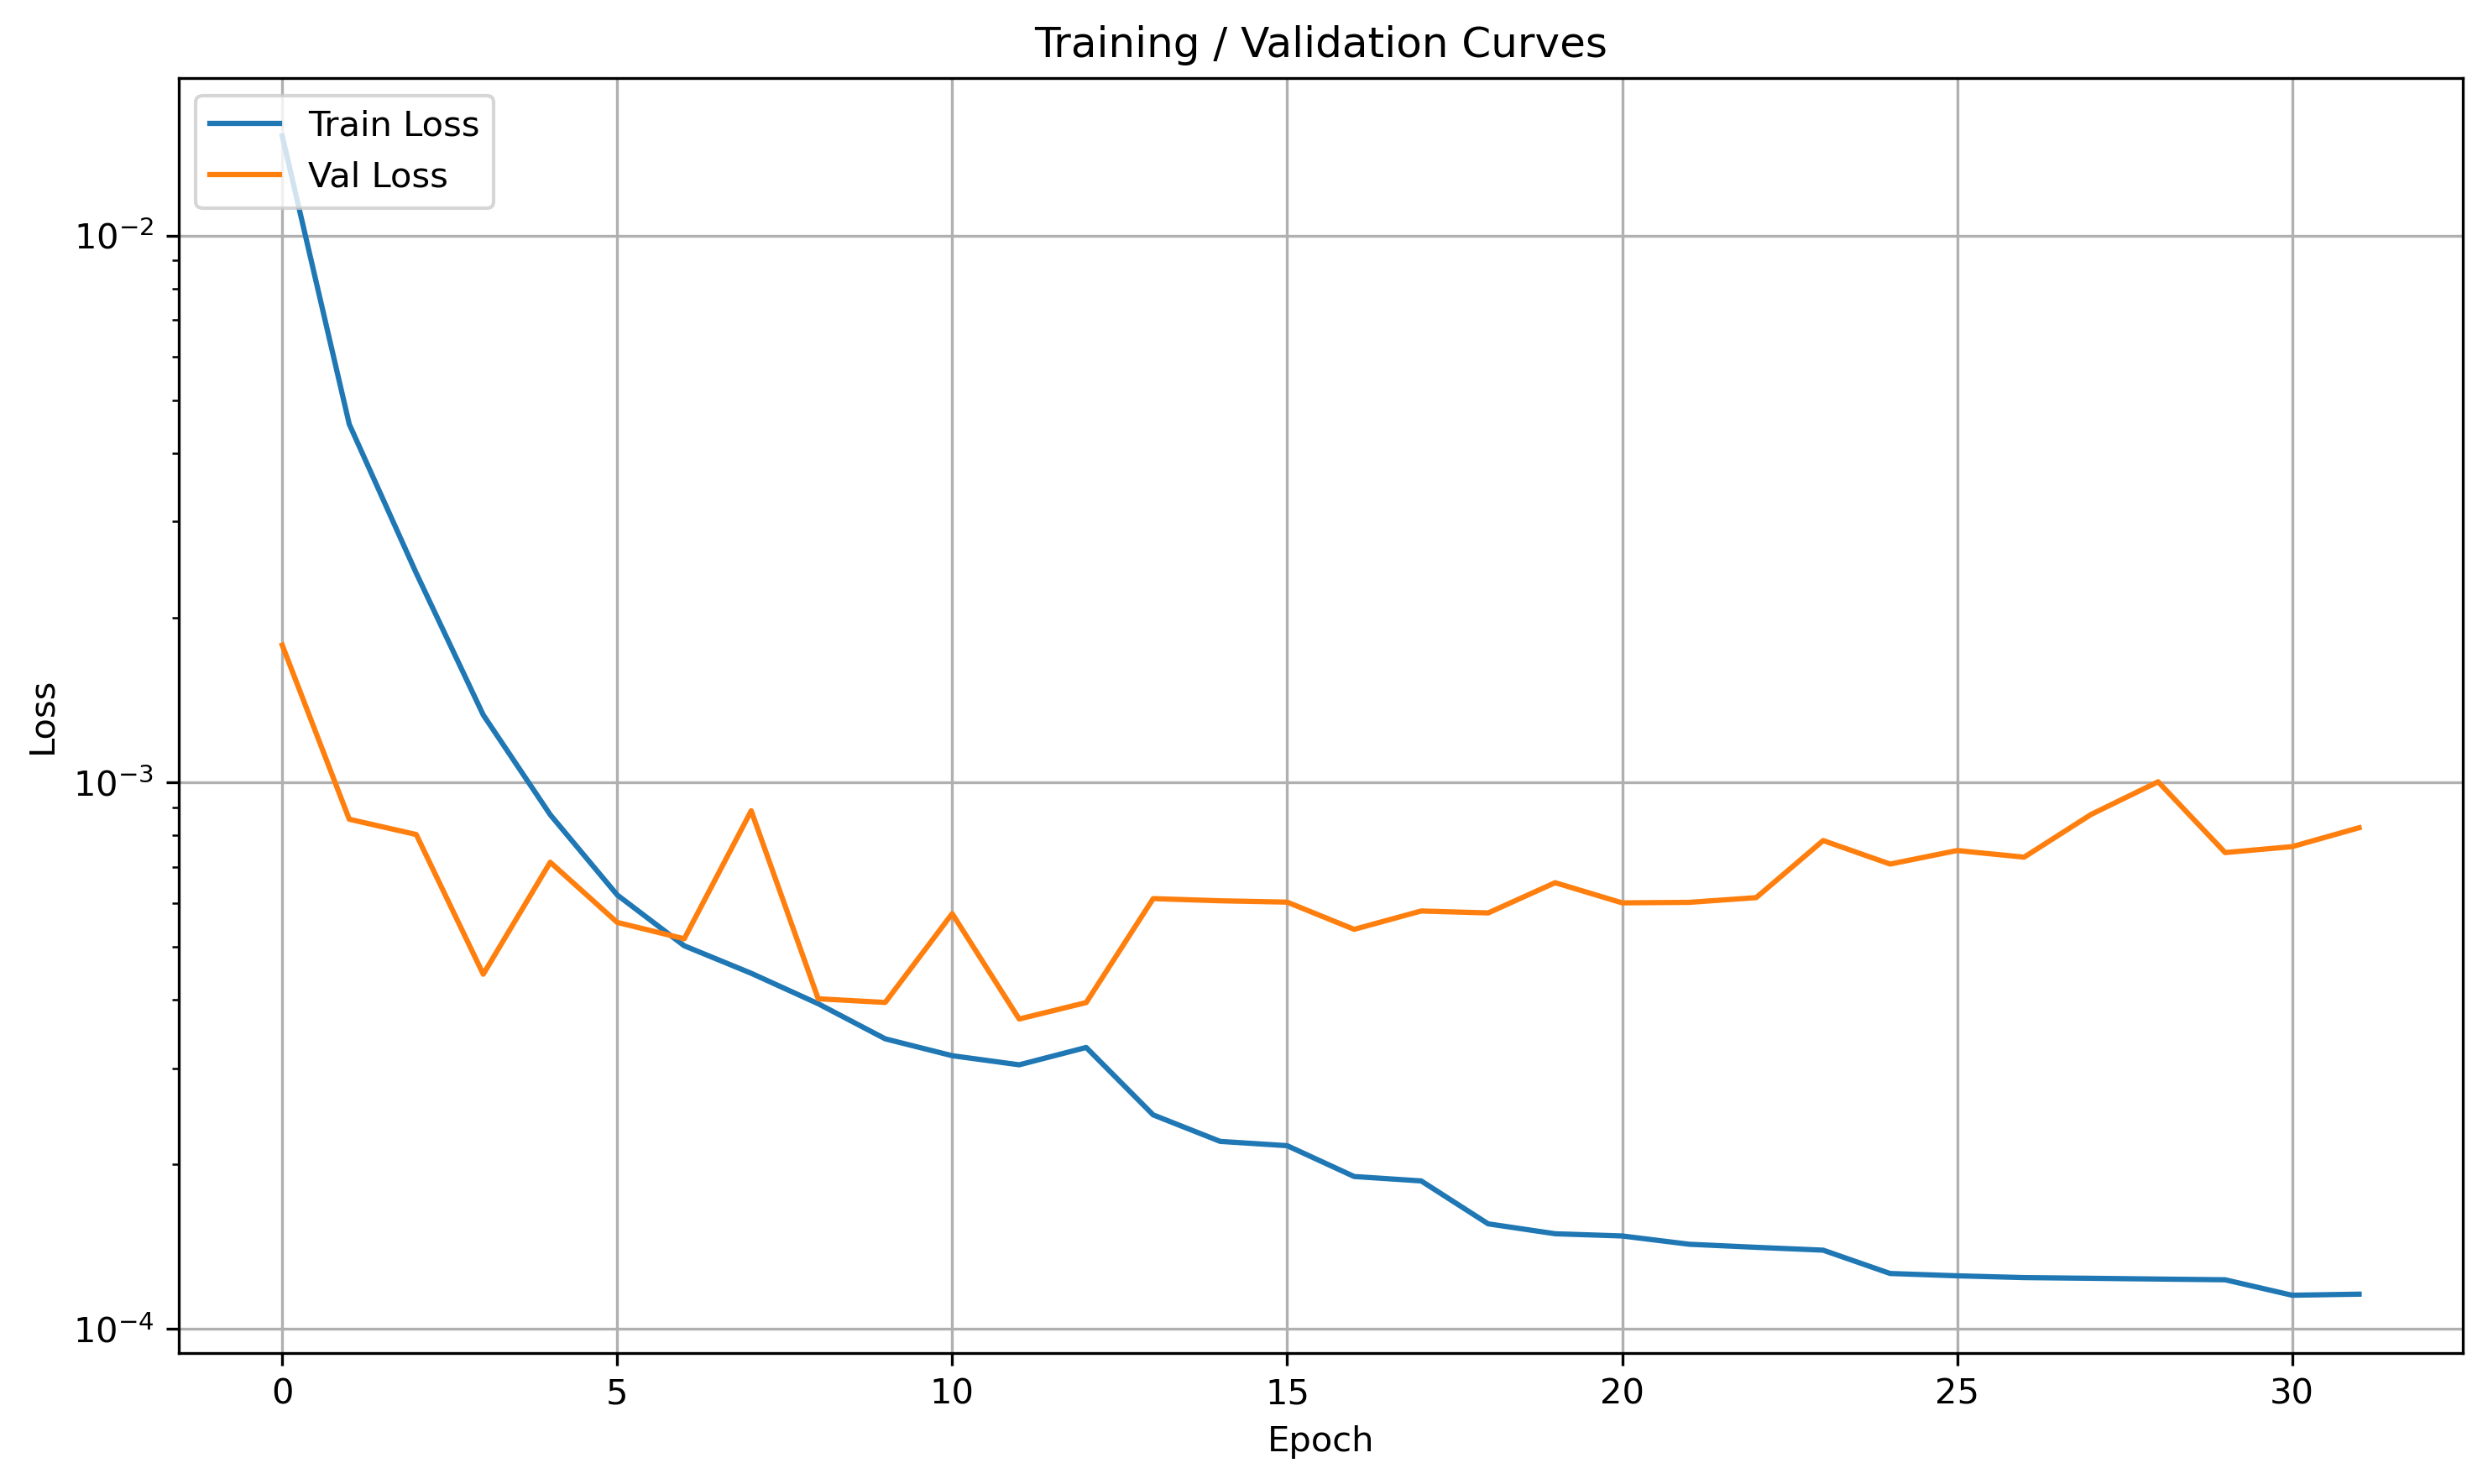 Training / Validation Curves
Train Loss
Val Loss
10⁻²
10⁻³
10⁻⁴
Loss
0 5 10 15 20 25 30
Epoch